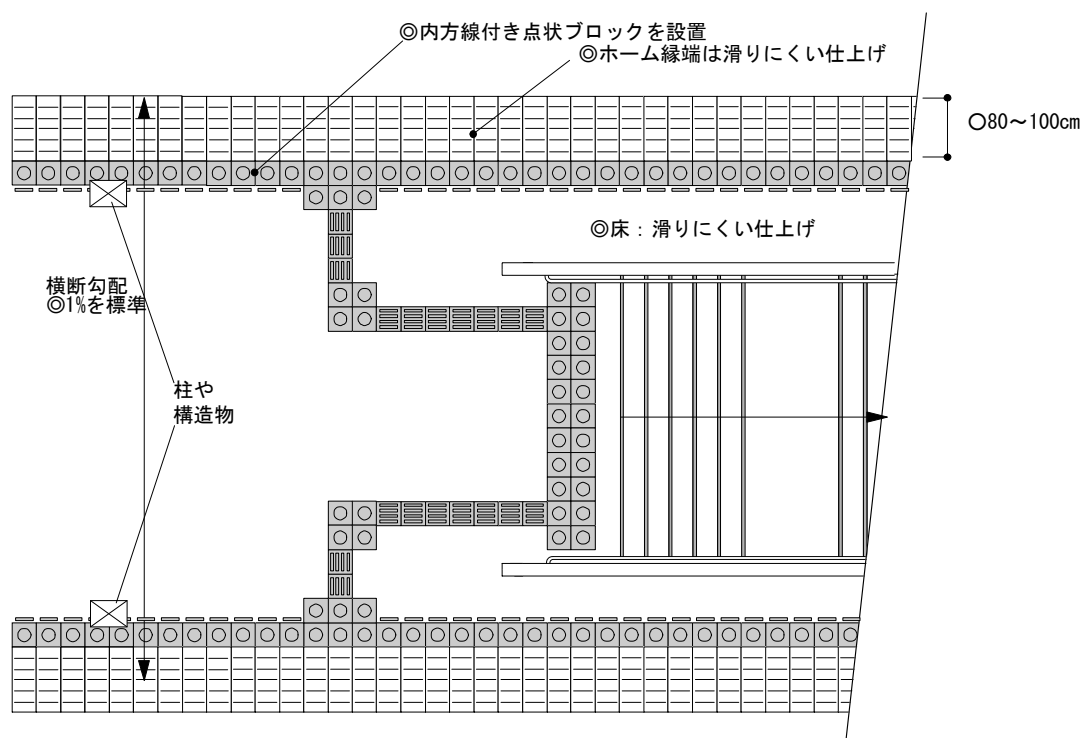 ◎内方線付き点状ブロックを設置
◎ホーム縁端は滑りにくい仕上げ
○80～100cm
◎床：滑りにくい仕上げ
横断勾配
◎1%を標準
柱や
構造物